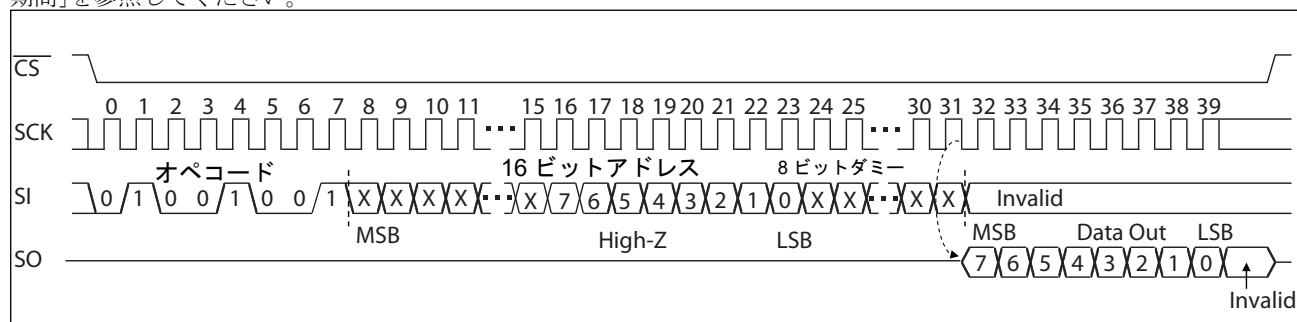 期間」を参照してください。
CS
0 1 2 3 4 5 6 7 8 9 10 11 15 16 17 18 19 20 21 22 23 24 25 30 31 32 33 34 35 36 37 38 39
SCK
オペコード 16 ビットアドレス 8 ビットダミー
SI 0 1 0 0 1 0 0 1 X X X X X 7 6 5 4 3 2 1 0 X X X X Invalid
MSB High-Z LSB MSB Data Out LSB
SO 7 6 5 4 3 2 1 0
Invalid